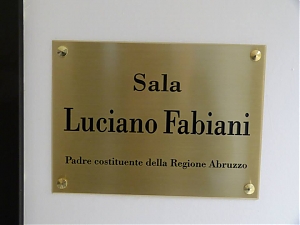 Sala
Luciano Fabiani
Padre costituente della Regione Abruzzo